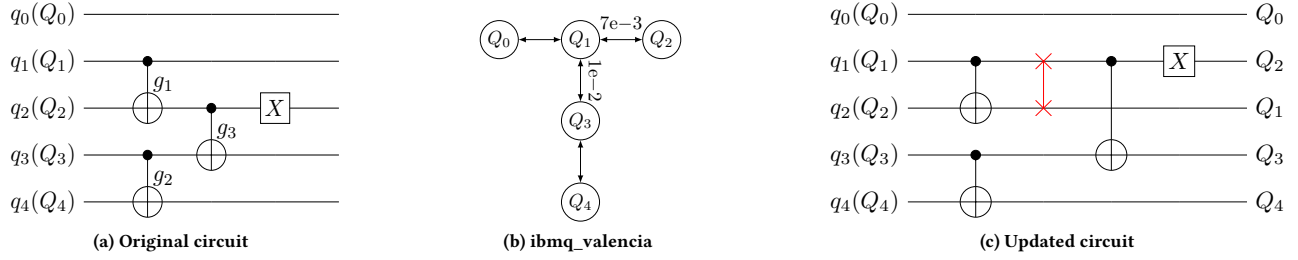 q₀(Q₀)
q₁(Q₁)
g₁
q₂(Q₂)
X
g₃
q₃(Q₃)
g₂
q₄(Q₄)
(a) Original circuit
7e−3
Q₀
Q₁
Q₂
1e−2
Q₃
Q₄
(b) ibmq_valencia
q₀(Q₀)
Q₀
q₁(Q₁)
X
Q₂
q₂(Q₂)
Q₁
q₃(Q₃)
Q₃
q₄(Q₄)
Q₄
(c) Updated circuit